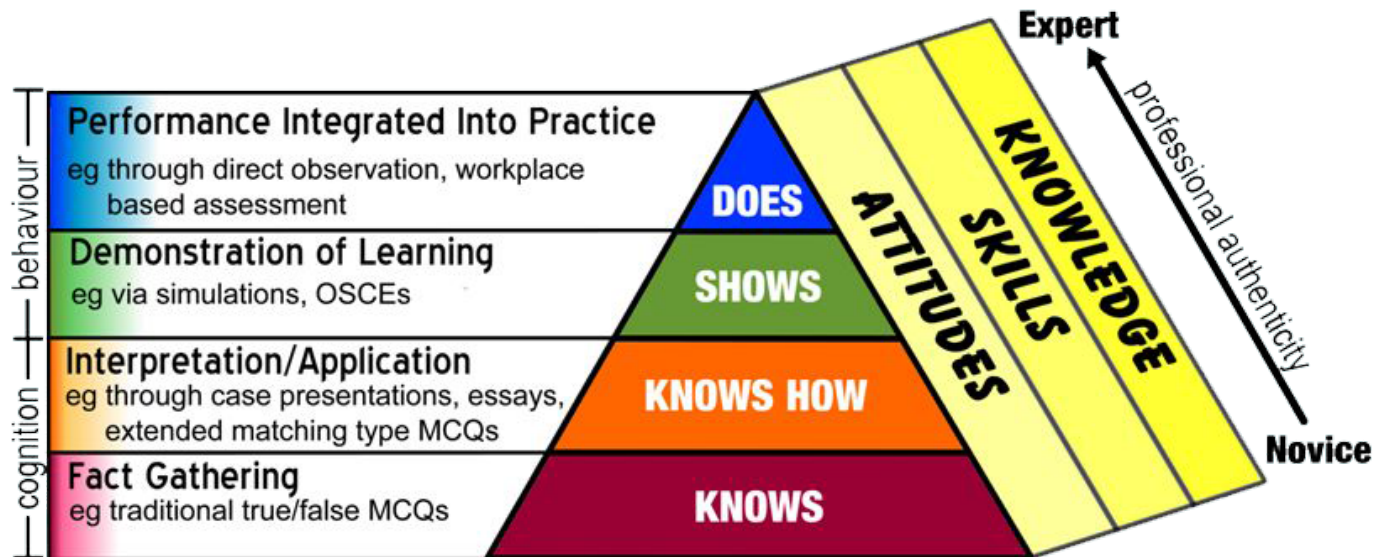 Expert
professional authenticity
Novice
behaviour
cognition
Performance Integrated Into Practice
eg through direct observation, workplace
based assessment
DOES
Demonstration of Learning
eg via simulations, OSCEs
SHOWS
Interpretation/Application
eg through case presentations, essays,
extended matching type MCQs
KNOWS HOW
Fact Gathering
eg traditional true/false MCQs
KNOWS
ATTITUDES
SKILLS
KNOWLEDGE